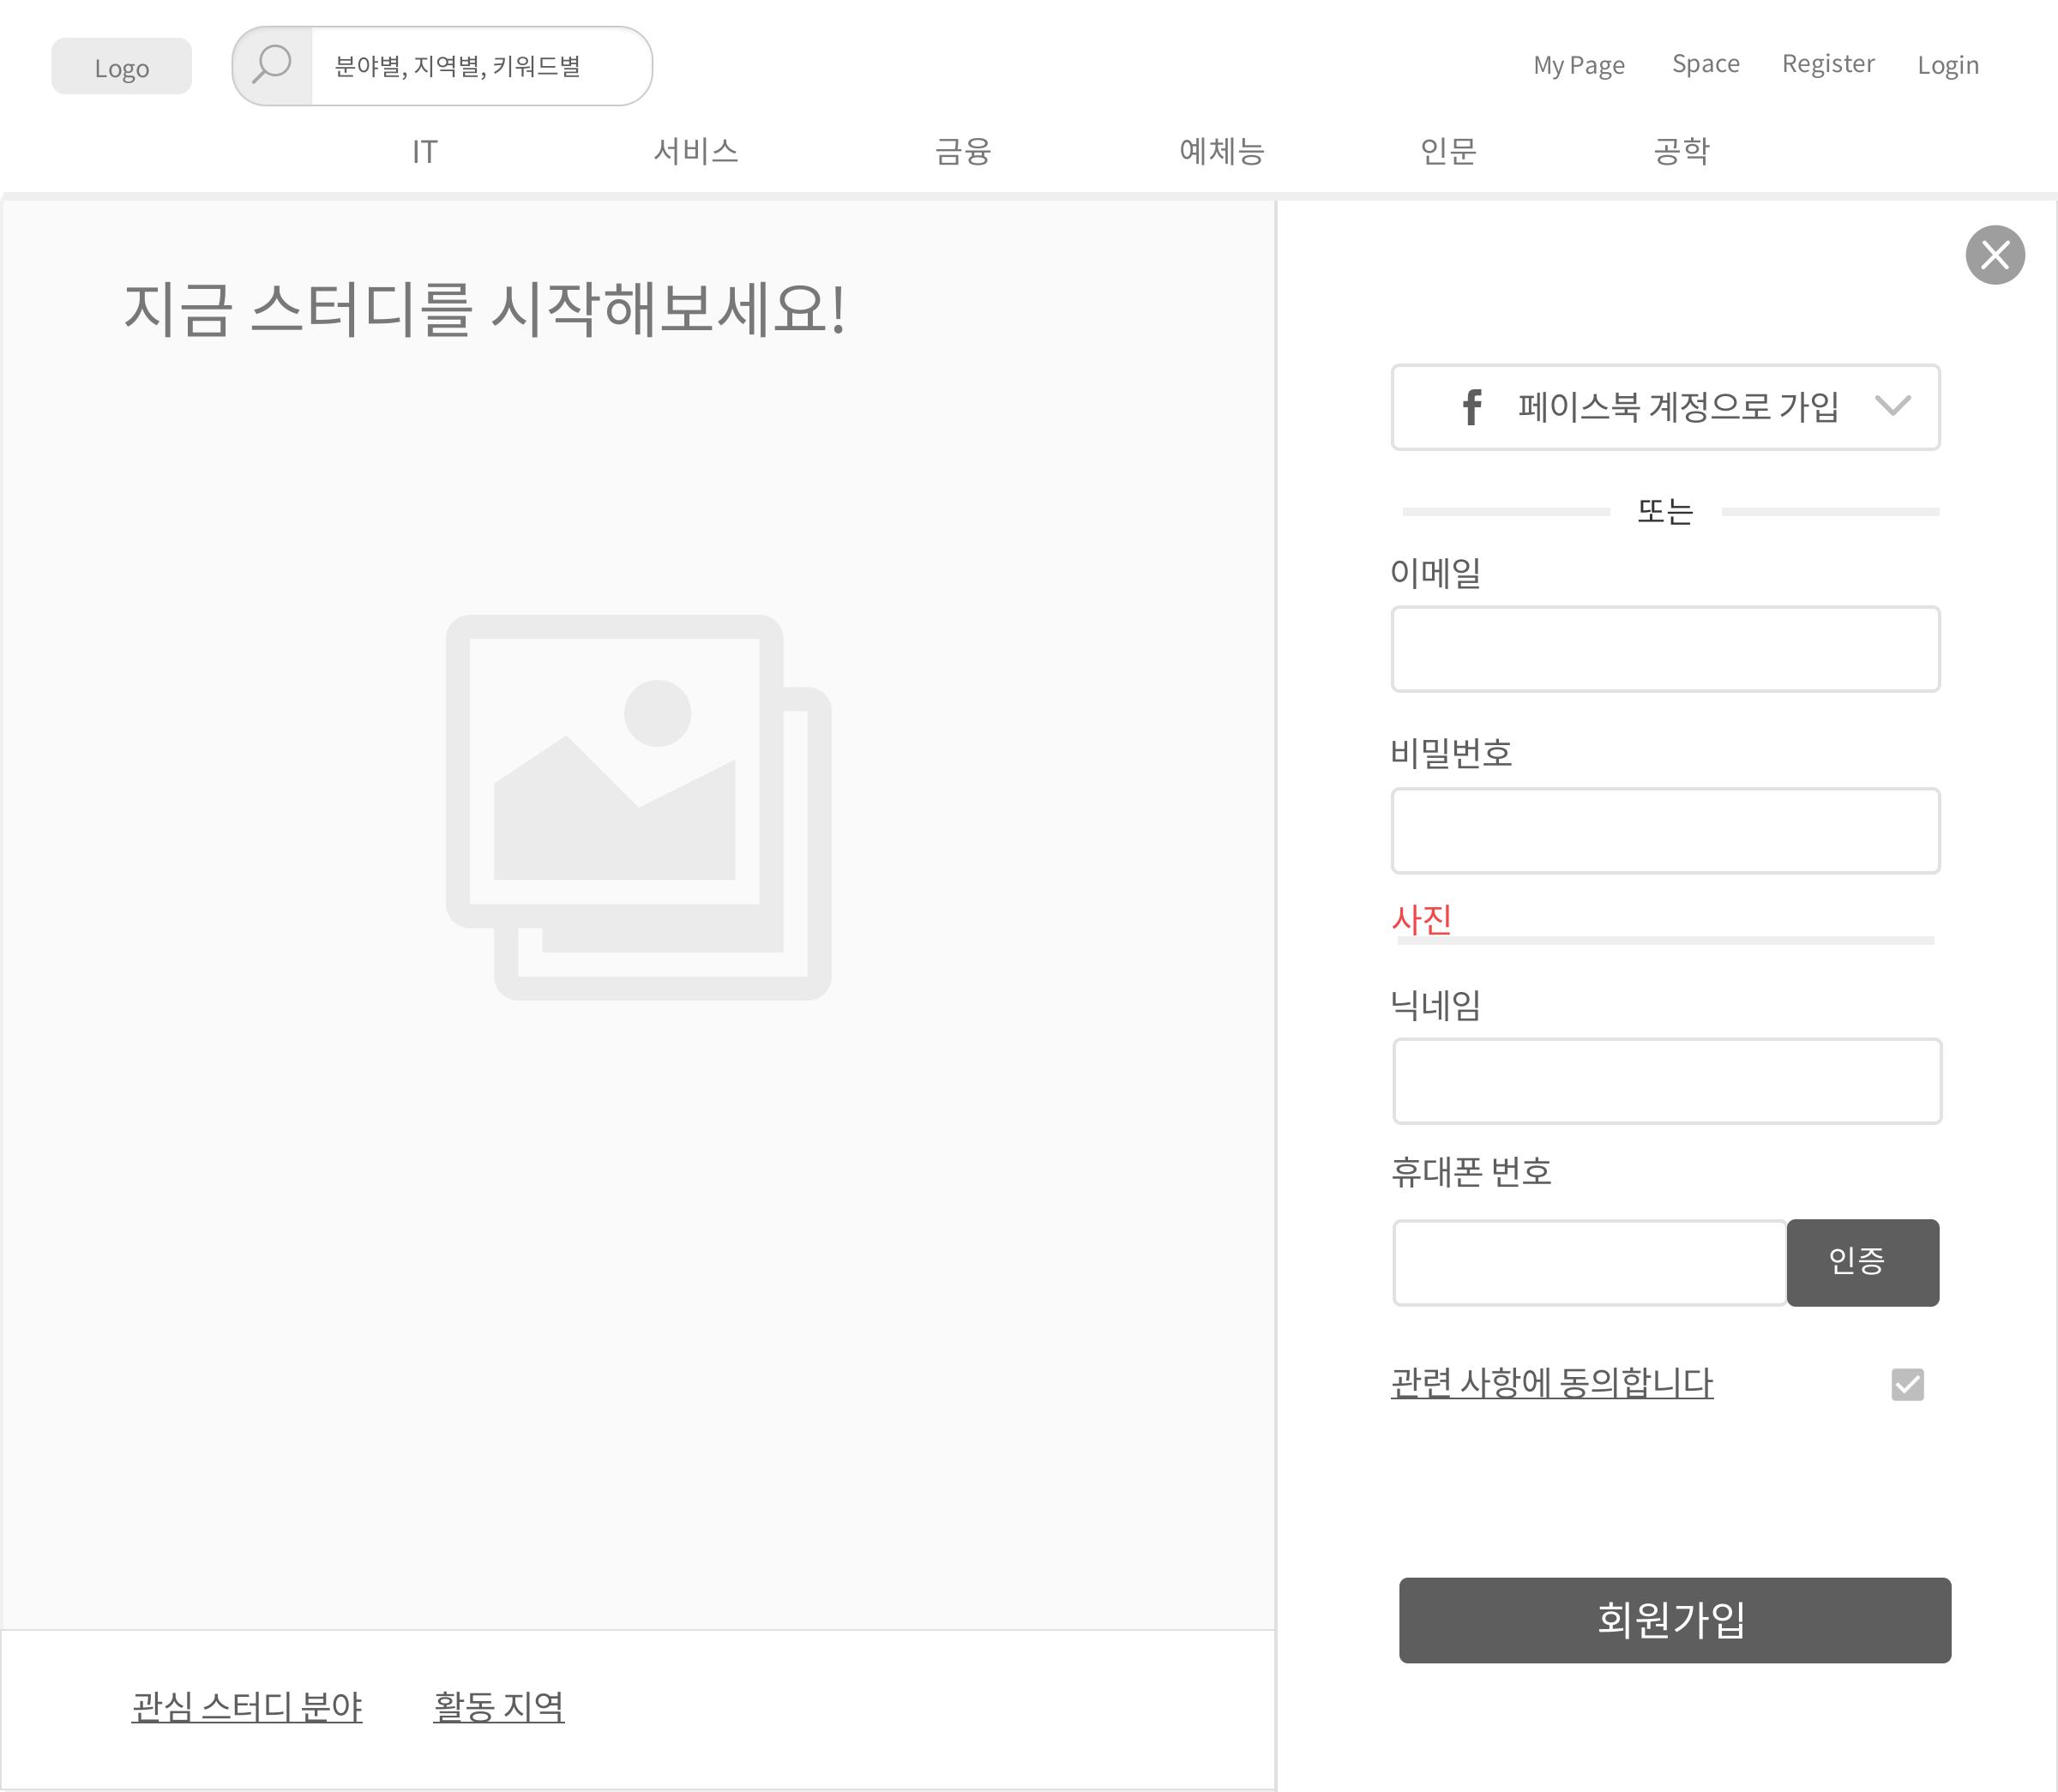 Logo
분야별, 지역별, 키워드별
My Page
Space
Register
Login
IT
서비스
금융
예체능
인문
공학
지금 스터디를 시작해보세요!
f 페이스북 계정으로 가입
또는
이메일
비밀번호
사진
닉네임
휴대폰 번호
인증
관련 사항에 동의합니다
회원가입
관심 스터디 분야
활동 지역